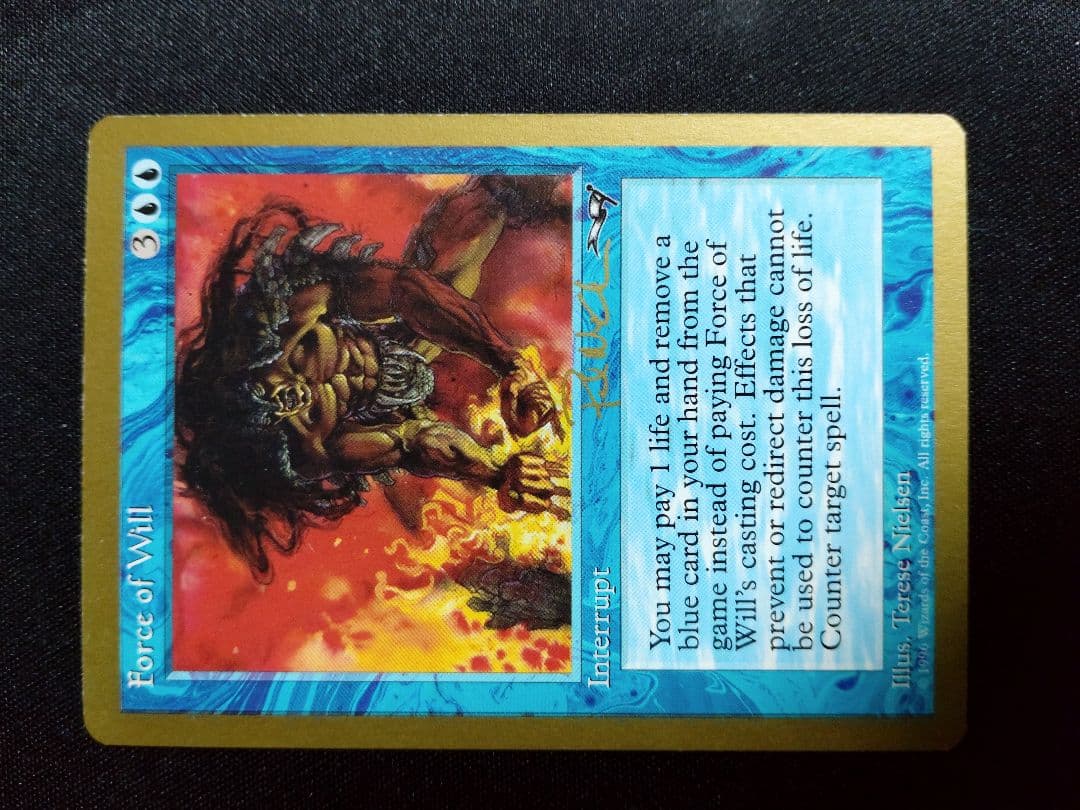 Force of Will 3
Interrupt
You may pay 1 life and remove a
blue card in your hand from the
game instead of paying Force of
Will's casting cost. Effects that
prevent or redirect damage cannot
be used to counter this loss of life.
Counter target spell.
Illus. Terese Nielsen
© 1996 Wizards of the Coast, Inc. All rights reserved.